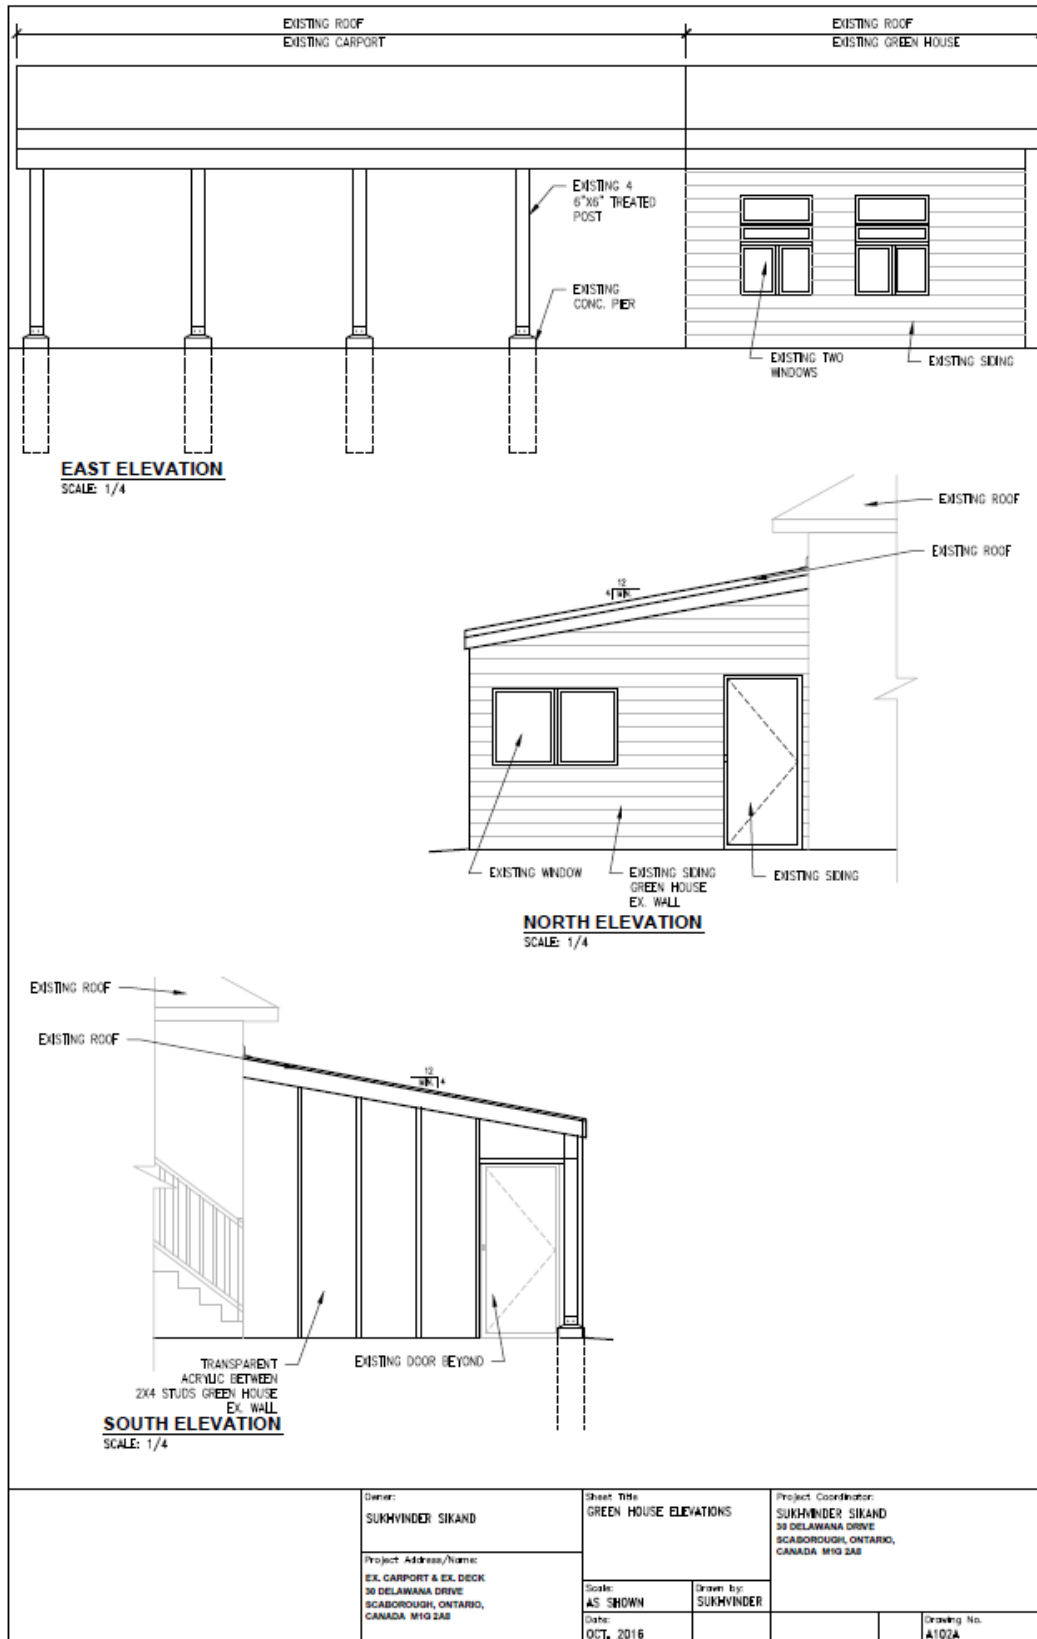 EXISTING ROOF
EXISTING CARPORT
EXISTING ROOF
EXISTING GREEN HOUSE
EXISTING 4
6"X6" TREATED
POST
EXISTING
CONC. PIER
EXISTING TWO
WINDOWS
EXISTING SIDING
EAST ELEVATION
SCALE: 1/4
EXISTING ROOF
EXISTING ROOF
12
4
MIN.
EXISTING WINDOW
EXISTING SIDING
GREEN HOUSE
EX. WALL
EXISTING SIDING
NORTH ELEVATION
SCALE: 1/4
EXISTING ROOF
EXISTING ROOF
12
MIN.
4
TRANSPARENT
ACRYLIC BETWEEN
2X4 STUDS GREEN HOUSE
EX. WALL
EXISTING DOOR BEYOND
SOUTH ELEVATION
SCALE: 1/4
Owner:
SUKHVINDER SIKAND
Project Address/Name:
EX. CARPORT & EX. DECK
30 DELAWANA DRIVE
SCABOROUGH, ONTARIO,
CANADA M1G 2A8
Sheet Title
GREEN HOUSE ELEVATIONS
Scale:
AS SHOWN
Drawn by:
SUKHVINDER
Date:
OCT. 2016
Project Coordinator:
SUKHVINDER SIKAND
30 DELAWANA DRIVE
SCABOROUGH, ONTARIO,
CANADA M1G 2A8
Drawing No.
A102A